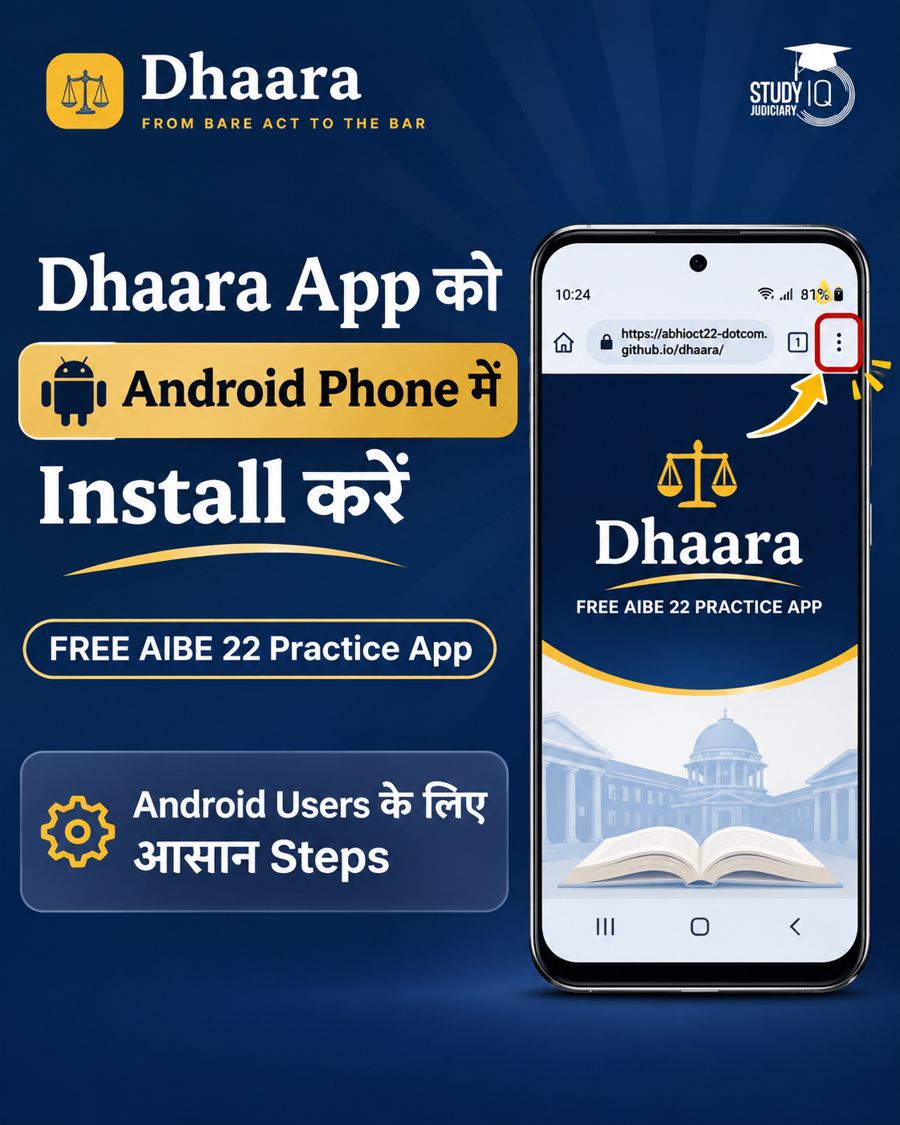 Dhaara
FROM BARE ACT TO THE BAR
STUDY IQ
JUDICIARY
Dhaara App को
Android Phone में
Install करें
FREE AIBE 22 Practice App
Android Users के लिए
आसान Steps
10:24
81%
https://abhioct22-dotcom.
github.io/dhaara/
1
Dhaara
FREE AIBE 22 PRACTICE APP